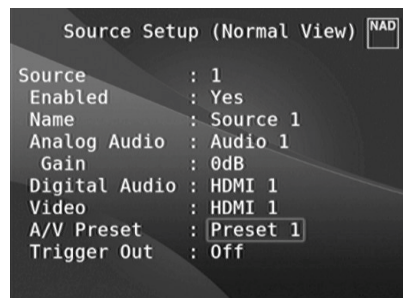 Source Setup (Normal View) NAD
Source : 1
Enabled : Yes
Name : Source 1
Analog Audio : Audio 1
Gain : 0dB
Digital Audio : HDMI 1
Video : HDMI 1
A/V Preset : Preset 1
Trigger Out : Off